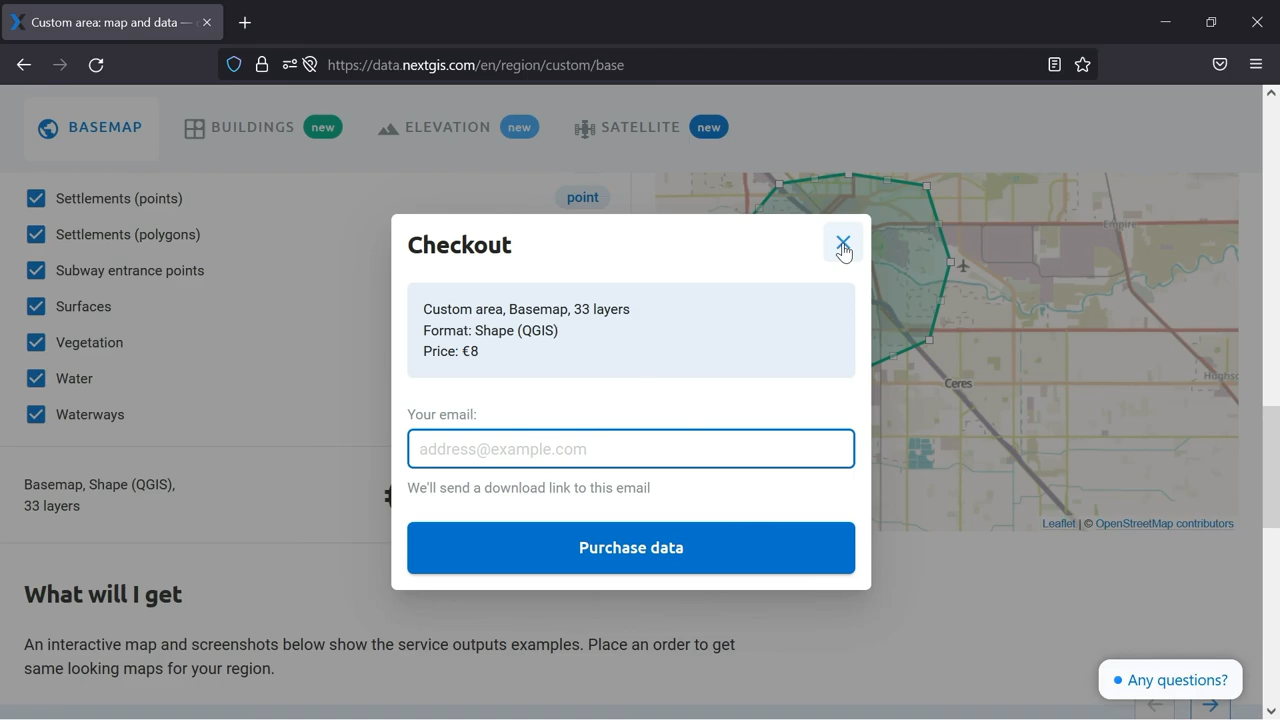 Custom area: map and data —
https://data.nextgis.com/en/region/custom/base
BASEMAP
BUILDINGS new
ELEVATION new
SATELLITE new
Settlements (points)
point
Settlements (polygons)
Subway entrance points
Surfaces
Vegetation
Water
Waterways
Basemap, Shape (QGIS),
33 layers
Checkout
Custom area, Basemap, 33 layers
Format: Shape (QGIS)
Price: €8
Your email:
address@example.com
We'll send a download link to this email
Purchase data
Empire
Ceres
Leaflet | © OpenStreetMap contributors
What will I get
An interactive map and screenshots below show the service outputs examples. Place an order to get
same looking maps for your region.
Any questions?